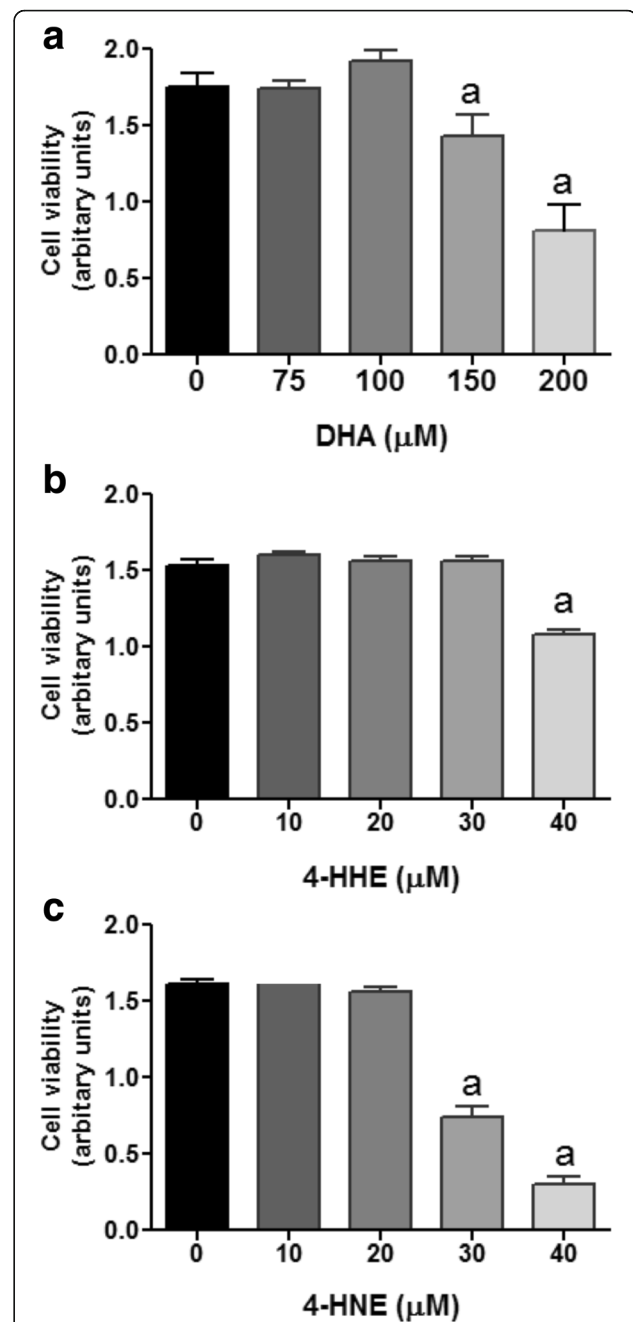 a
Cell viability
(arbitary units)
2.0
1.5
1.0
0.5
0.0
a
a
0 75 100 150 200
DHA (μM)
b
Cell viability
(arbitary units)
2.0
1.5
1.0
0.5
0.0
a
0 10 20 30 40
4-HHE (μM)
c
Cell viability
(arbitary units)
2.0
1.5
1.0
0.5
0.0
a
a
0 10 20 30 40
4-HNE (μM)